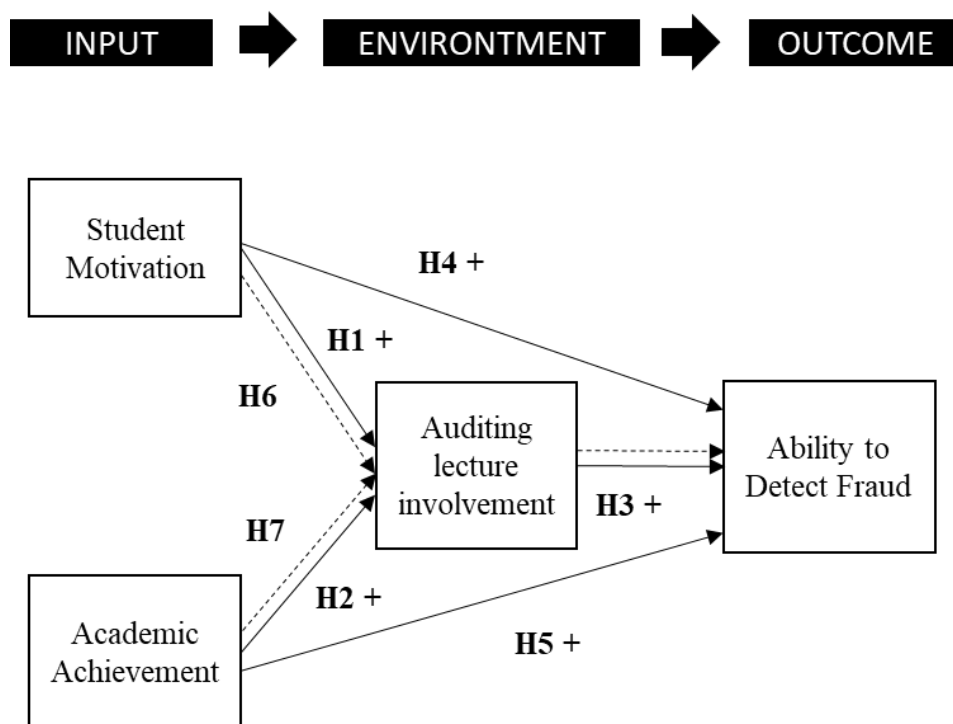 INPUT
ENVIRONTMENT
OUTCOME
Student
Motivation
H4 +
H1 +
H6
Auditing
lecture
involvement
Ability to
Detect Fraud
H3 +
H7
H2 +
Academic
Achievement
H5 +